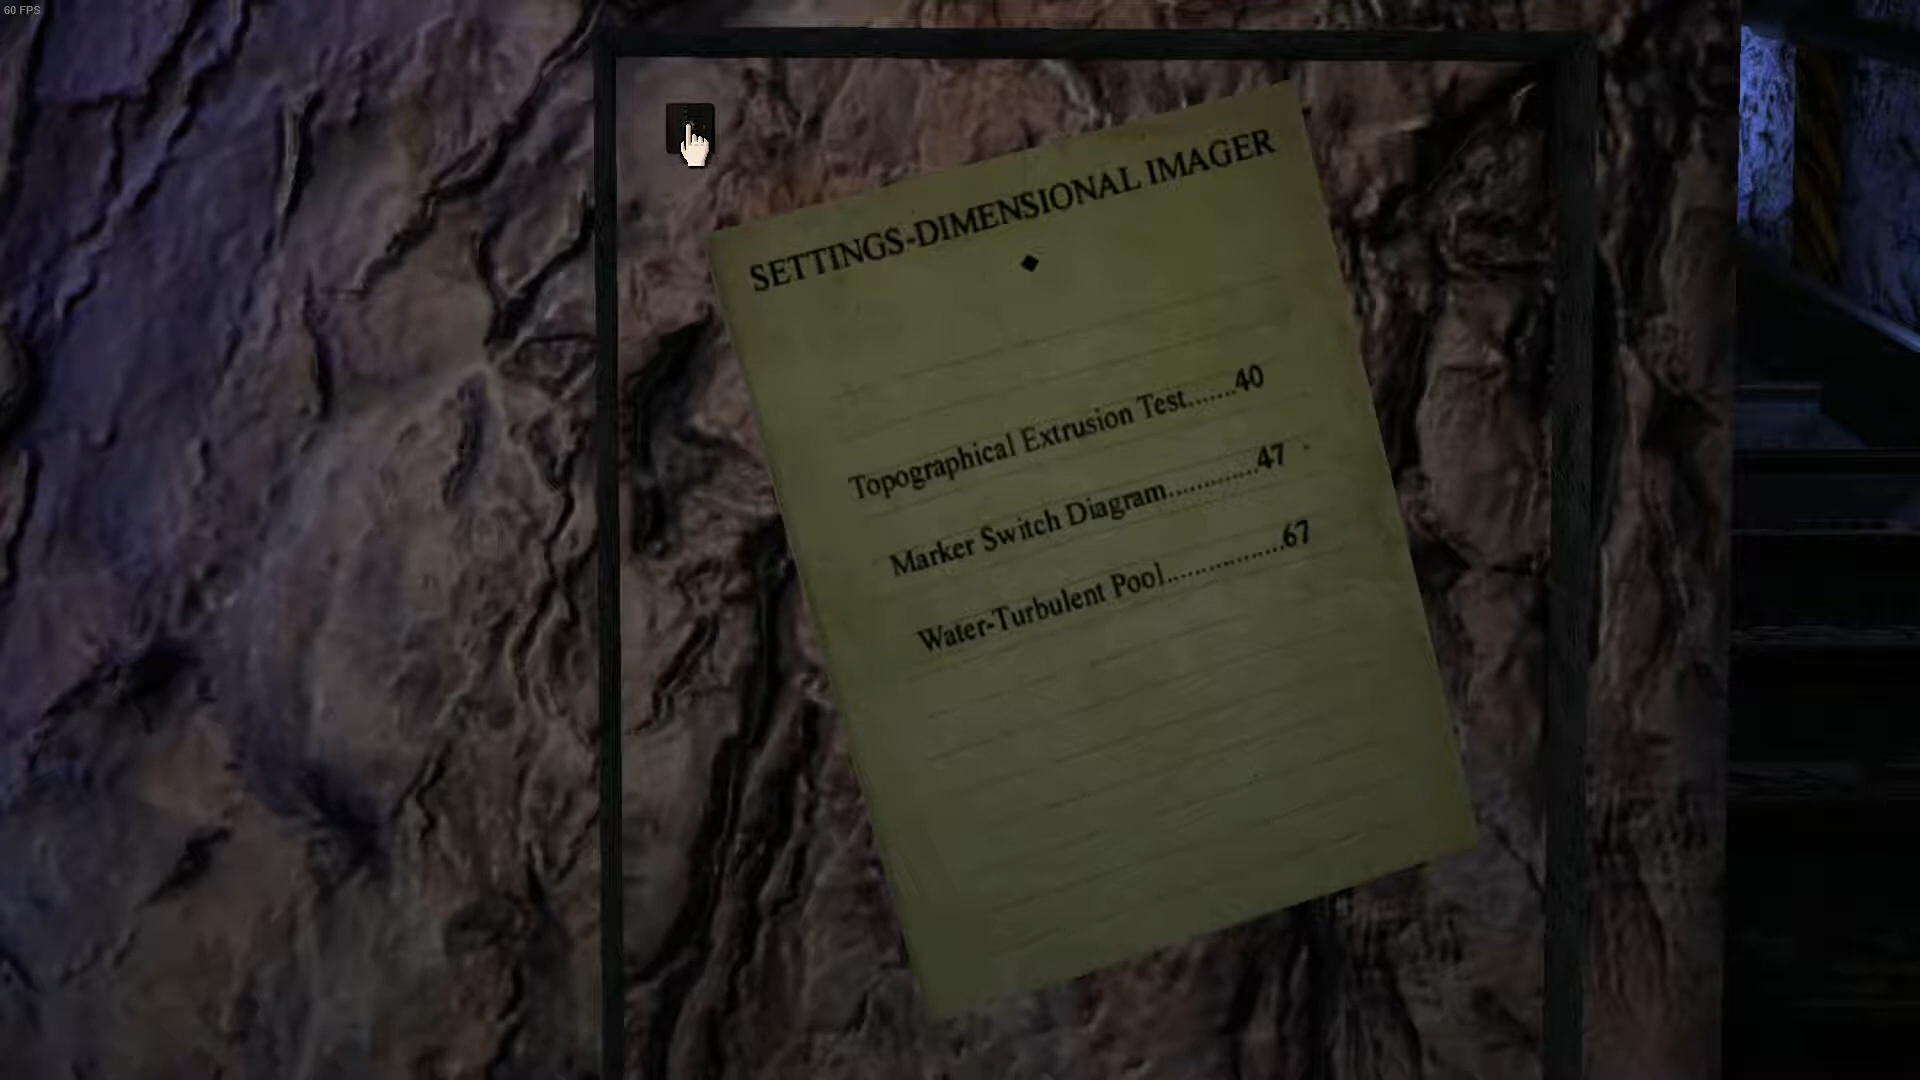 60 FPS
SETTINGS-DIMENSIONAL IMAGER
Topographical Extrusion Test.......40
Marker Switch Diagram.............47
Water-Turbulent Pool.................67